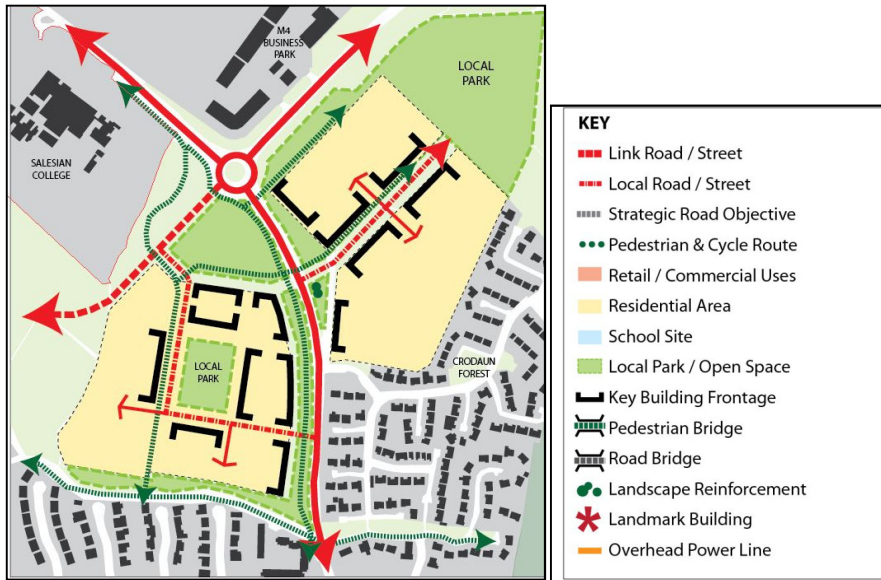 M4
BUSINESS
PARK
LOCAL
PARK
SALESIAN
COLLEGE
LOCAL
PARK
CRODAUN
FOREST
KEY
Link Road / Street
Local Road / Street
Strategic Road Objective
Pedestrian & Cycle Route
Retail / Commercial Uses
Residential Area
School Site
Local Park / Open Space
Key Building Frontage
Pedestrian Bridge
Road Bridge
Landscape Reinforcement
Landmark Building
Overhead Power Line